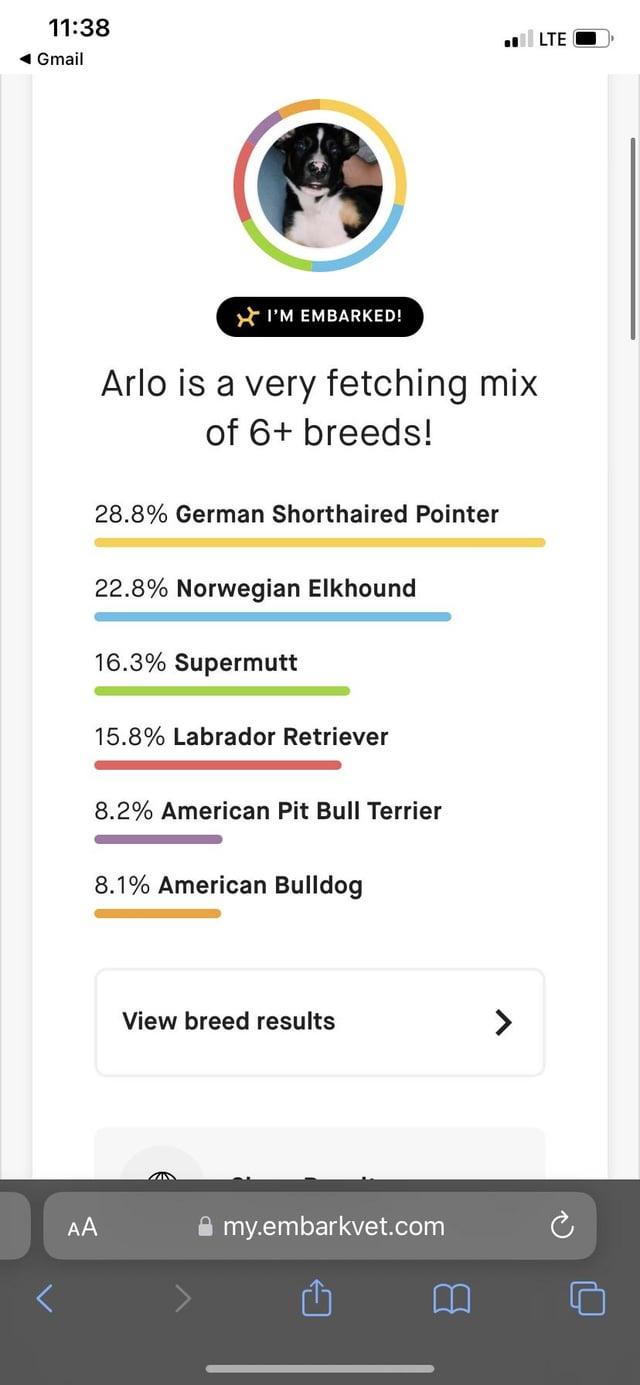 11:38
LTE
◀ Gmail
I'M EMBARKED!
Arlo is a very fetching mix
of 6+ breeds!
28.8% German Shorthaired Pointer
22.8% Norwegian Elkhound
16.3% Supermutt
15.8% Labrador Retriever
8.2% American Pit Bull Terrier
8.1% American Bulldog
View breed results
AA
my.embarkvet.com